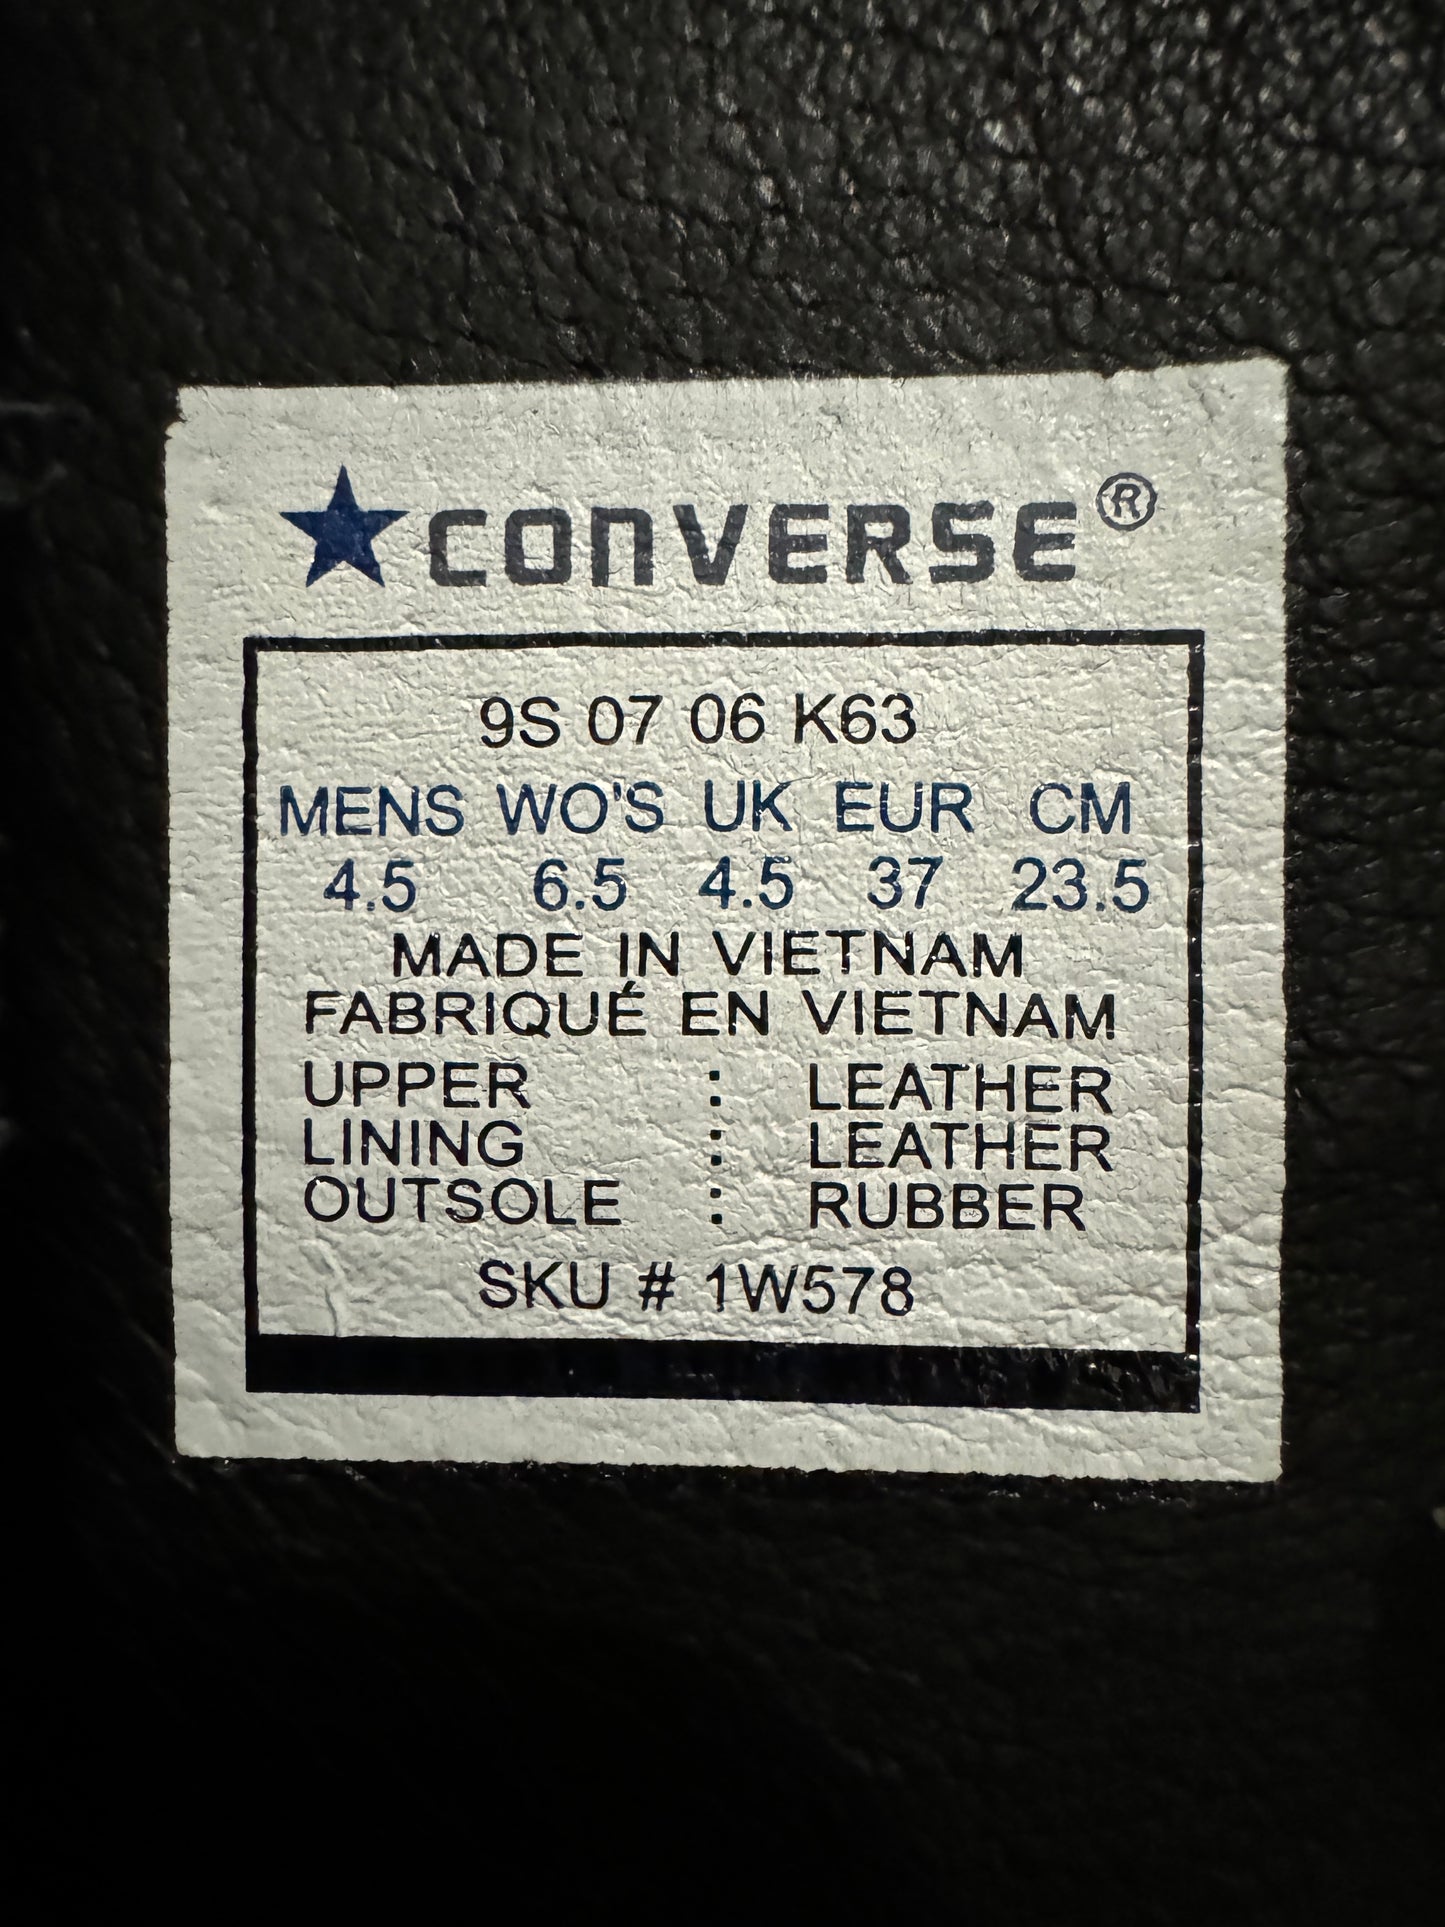 CONVERSE®
9S 07 06 K63
MENS WO'S UK EUR CM
4.5 6.5 4.5 37 23.5
MADE IN VIETNAM
FABRIQUÉ EN VIETNAM
UPPER : LEATHER
LINING : LEATHER
OUTSOLE : RUBBER
SKU # 1W578